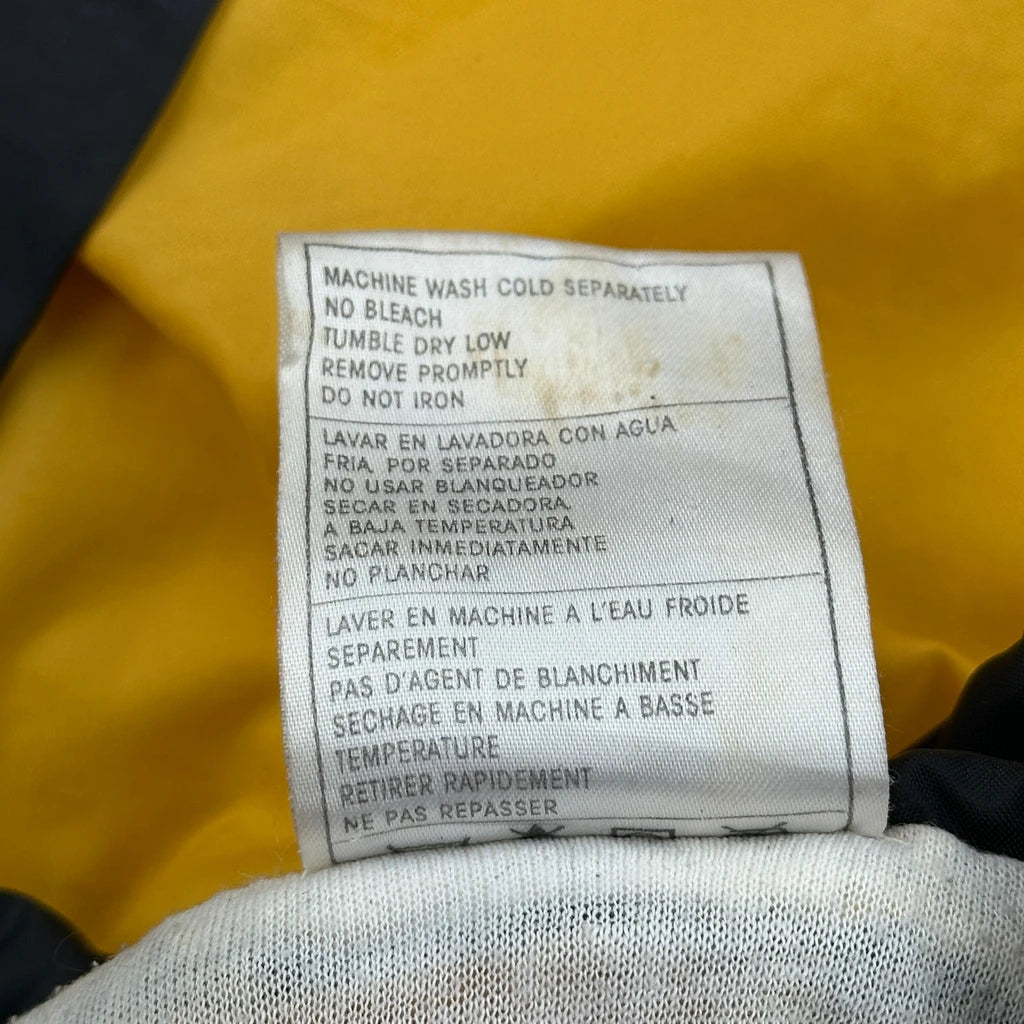 MACHINE WASH COLD SEPARATELY
NO BLEACH
TUMBLE DRY LOW
REMOVE PROMPTLY
DO NOT IRON
LAVAR EN LAVADORA CON AGUA
FRIA POR SEPARADO
NO USAR BLANQUEADOR
SECAR EN SECADORA
A BAJA TEMPERATURA
SACAR INMEDIATAMENTE
NO PLANCHAR
LAVER EN MACHINE A L'EAU FROIDE
SEPAREMENT
PAS D'AGENT DE BLANCHIMENT
SECHAGE EN MACHINE A BASSE
TEMPERATURE
RETIRER RAPIDEMENT
NE PAS REPASSER